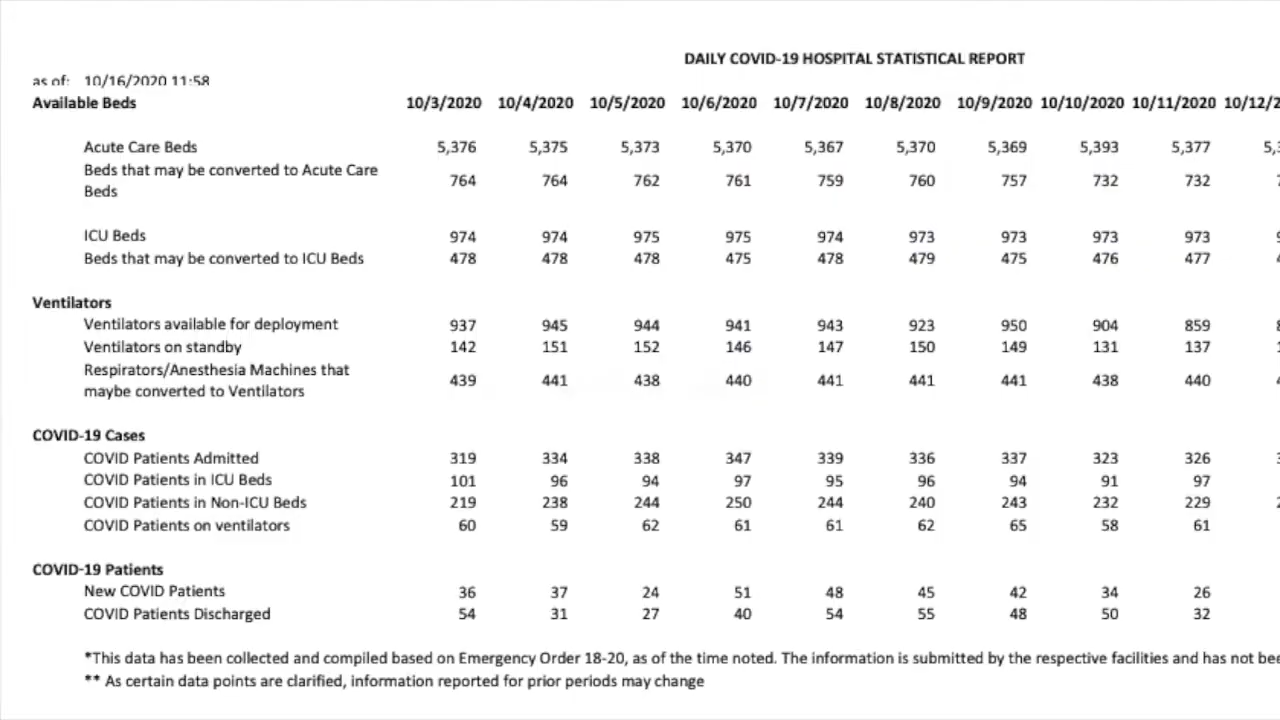 DAILY COVID-19 HOSPITAL STATISTICAL REPORT
as of: 10/16/2020 11:58
Available Beds 10/3/2020 10/4/2020 10/5/2020 10/6/2020 10/7/2020 10/8/2020 10/9/2020 10/10/2020 10/11/2020 10/12/2
Acute Care Beds 5,376 5,375 5,373 5,370 5,367 5,370 5,369 5,393 5,377 5,3
Beds that may be converted to Acute Care
Beds 764 764 762 761 759 760 757 732 732
ICU Beds 974 974 975 975 974 973 973 973 973
Beds that may be converted to ICU Beds 478 478 478 475 478 479 475 476 477
Ventilators
Ventilators available for deployment 937 945 944 941 943 923 950 904 859
Ventilators on standby 142 151 152 146 147 150 149 131 137
Respirators/Anesthesia Machines that
maybe converted to Ventilators 439 441 438 440 441 441 441 438 440
COVID-19 Cases
COVID Patients Admitted 319 334 338 347 339 336 337 323 326
COVID Patients in ICU Beds 101 96 94 97 95 96 94 91 97
COVID Patients in Non-ICU Beds 219 238 244 250 244 240 243 232 229
COVID Patients on ventilators 60 59 62 61 61 62 65 58 61
COVID-19 Patients
New COVID Patients 36 37 24 51 48 45 42 34 26
COVID Patients Discharged 54 31 27 40 54 55 48 50 32
*This data has been collected and compiled based on Emergency Order 18-20, as of the time noted. The information is submitted by the respective facilities and has not bee
** As certain data points are clarified, information reported for prior periods may change